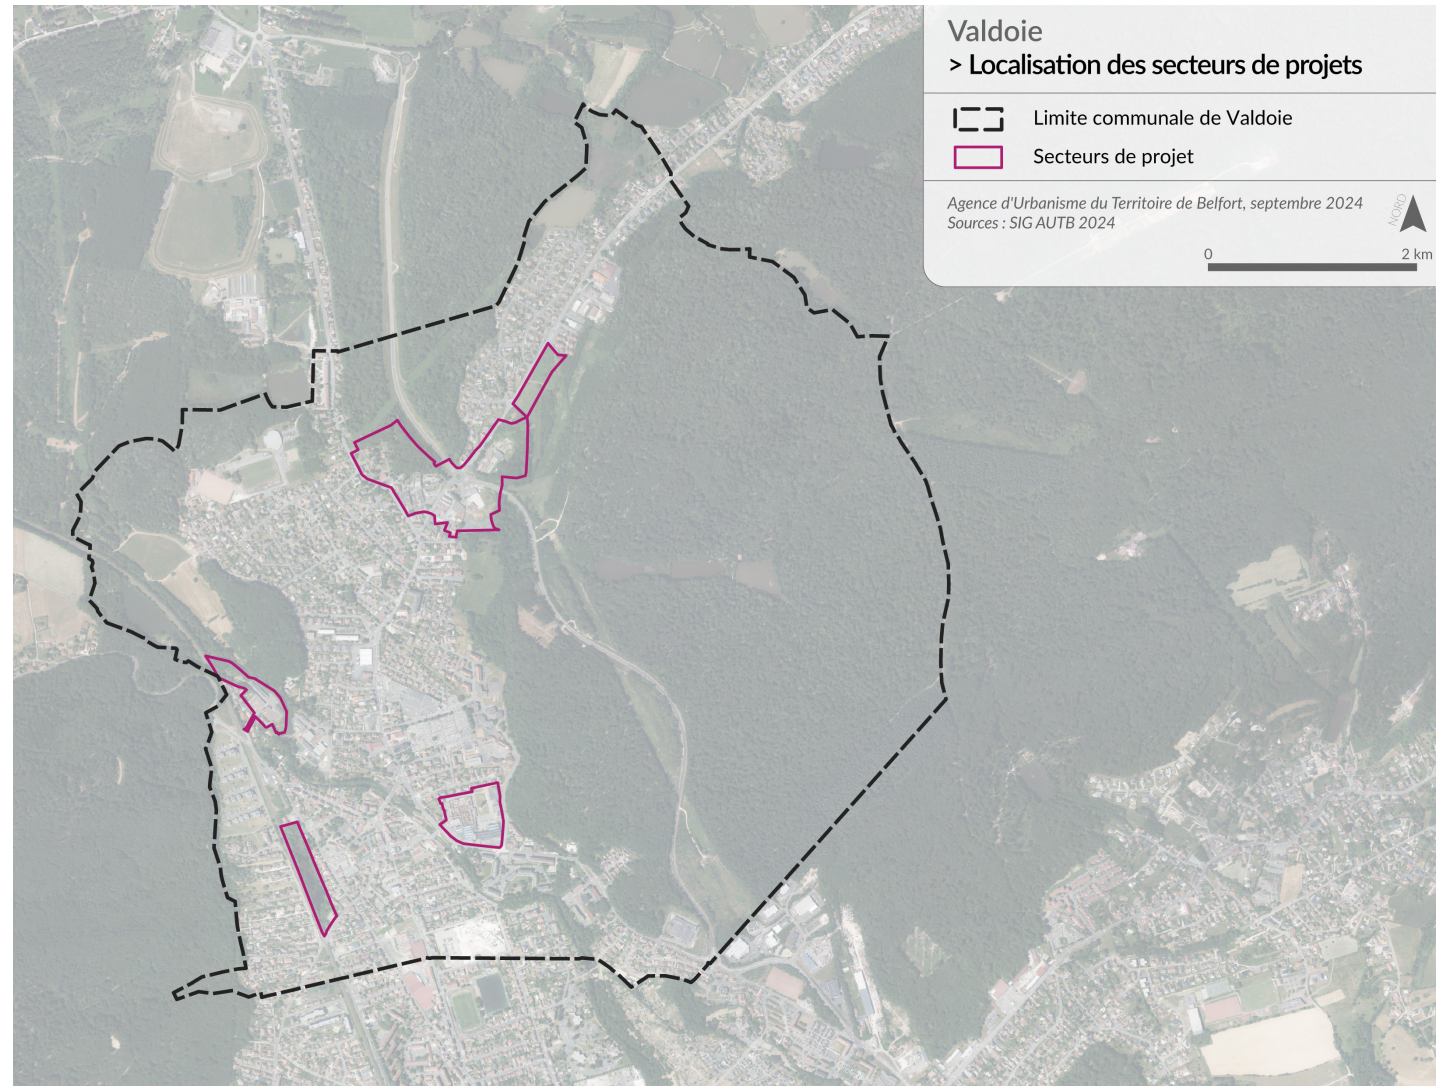 Valdoie
> Localisation des secteurs de projets
Limite communale de Valdoie
Secteurs de projet
Agence d'Urbanisme du Territoire de Belfort, septembre 2024
Sources : SIG AUTB 2024
NORD
0 2 km